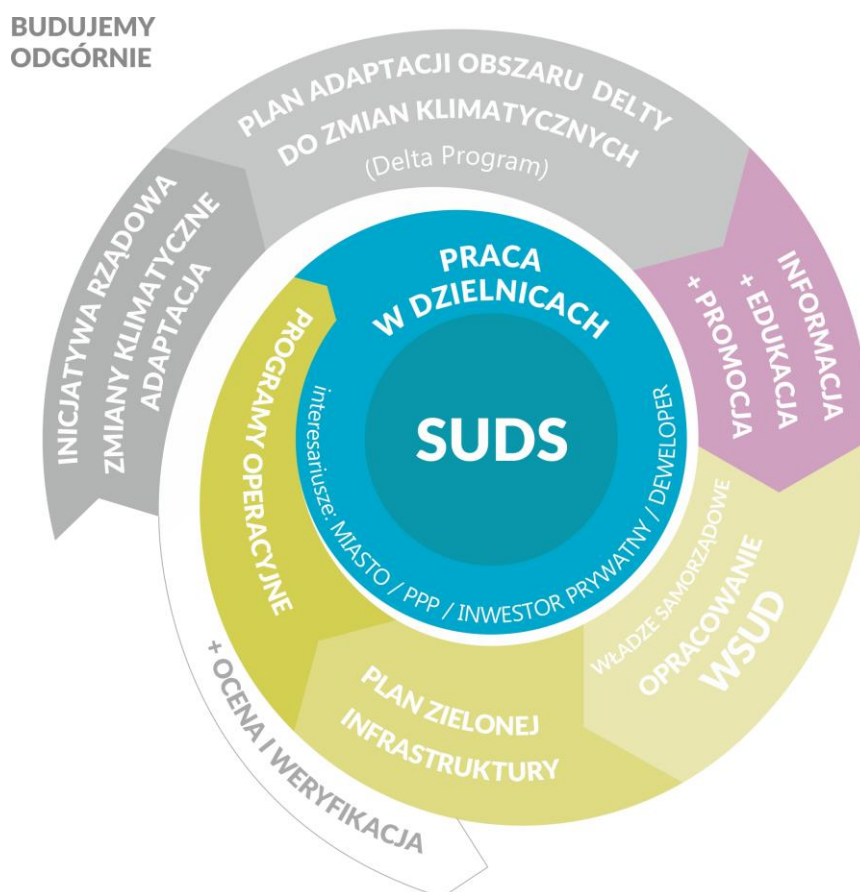 BUDUJEMY
ODGÓRNIE
INICJATYWA RZĄDOWA
ZMIANY KLIMATYCZNE
ADAPTACJA
PLAN ADAPTACJI OBSZARU DELTY
DO ZMIAN KLIMATYCZNYCH
(Delta Program)
INFORMACJA
+ EDUKACJA
+ PROMOCJA
WŁADZE SAMORZĄDOWE
OPRACOWANIE
WSUD
PLAN ZIELONEJ
INFRASTRUKTURY
PROGRAMY OPERACYJNE
PRACA
W DZIELNICACH
SUDS
interesariusze: MIASTO / PPP / INWESTOR PRYWATNY / DEWELOPER
+ OCENA I WERYFIKACJA